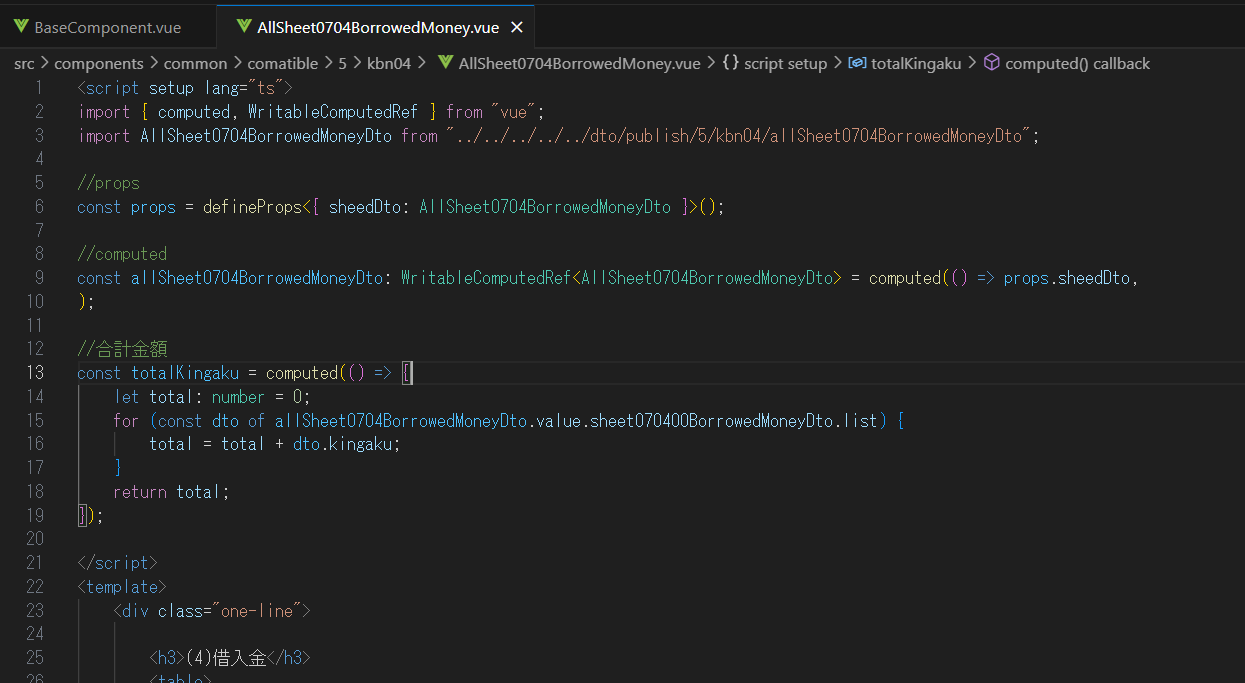 BaseComponent.vue AllSheet0704BorrowedMoney.vue
src > components > common > comatible > 5 > kbn04 > AllSheet0704BorrowedMoney.vue > {} script setup > totalKingaku > computed() callback
1 <script setup lang="ts">
2 import { computed, WritableComputedRef } from "vue";
3 import AllSheet0704BorrowedMoneyDto from "../../../../../dto/publish/5/kbn04/allSheet0704BorrowedMoneyDto";
4
5 //props
6 const props = defineProps<{ sheedDto: AllSheet0704BorrowedMoneyDto }>();
7
8 //computed
9 const allSheet0704BorrowedMoneyDto: WritableComputedRef<AllSheet0704BorrowedMoneyDto> = computed(() => props.sheedDto,
10 );
11
12 //合計金額
13 const totalKingaku = computed(() => {
14 let total: number = 0;
15 for (const dto of allSheet0704BorrowedMoneyDto.value.sheet070400BorrowedMoneyDto.list) {
16 total = total + dto.kingaku;
17 }
18 return total;
19 });
20
21 </script>
22 <template>
23 <div class="one-line">
24
25 <h3>(4)借入金</h3>
26 <table>